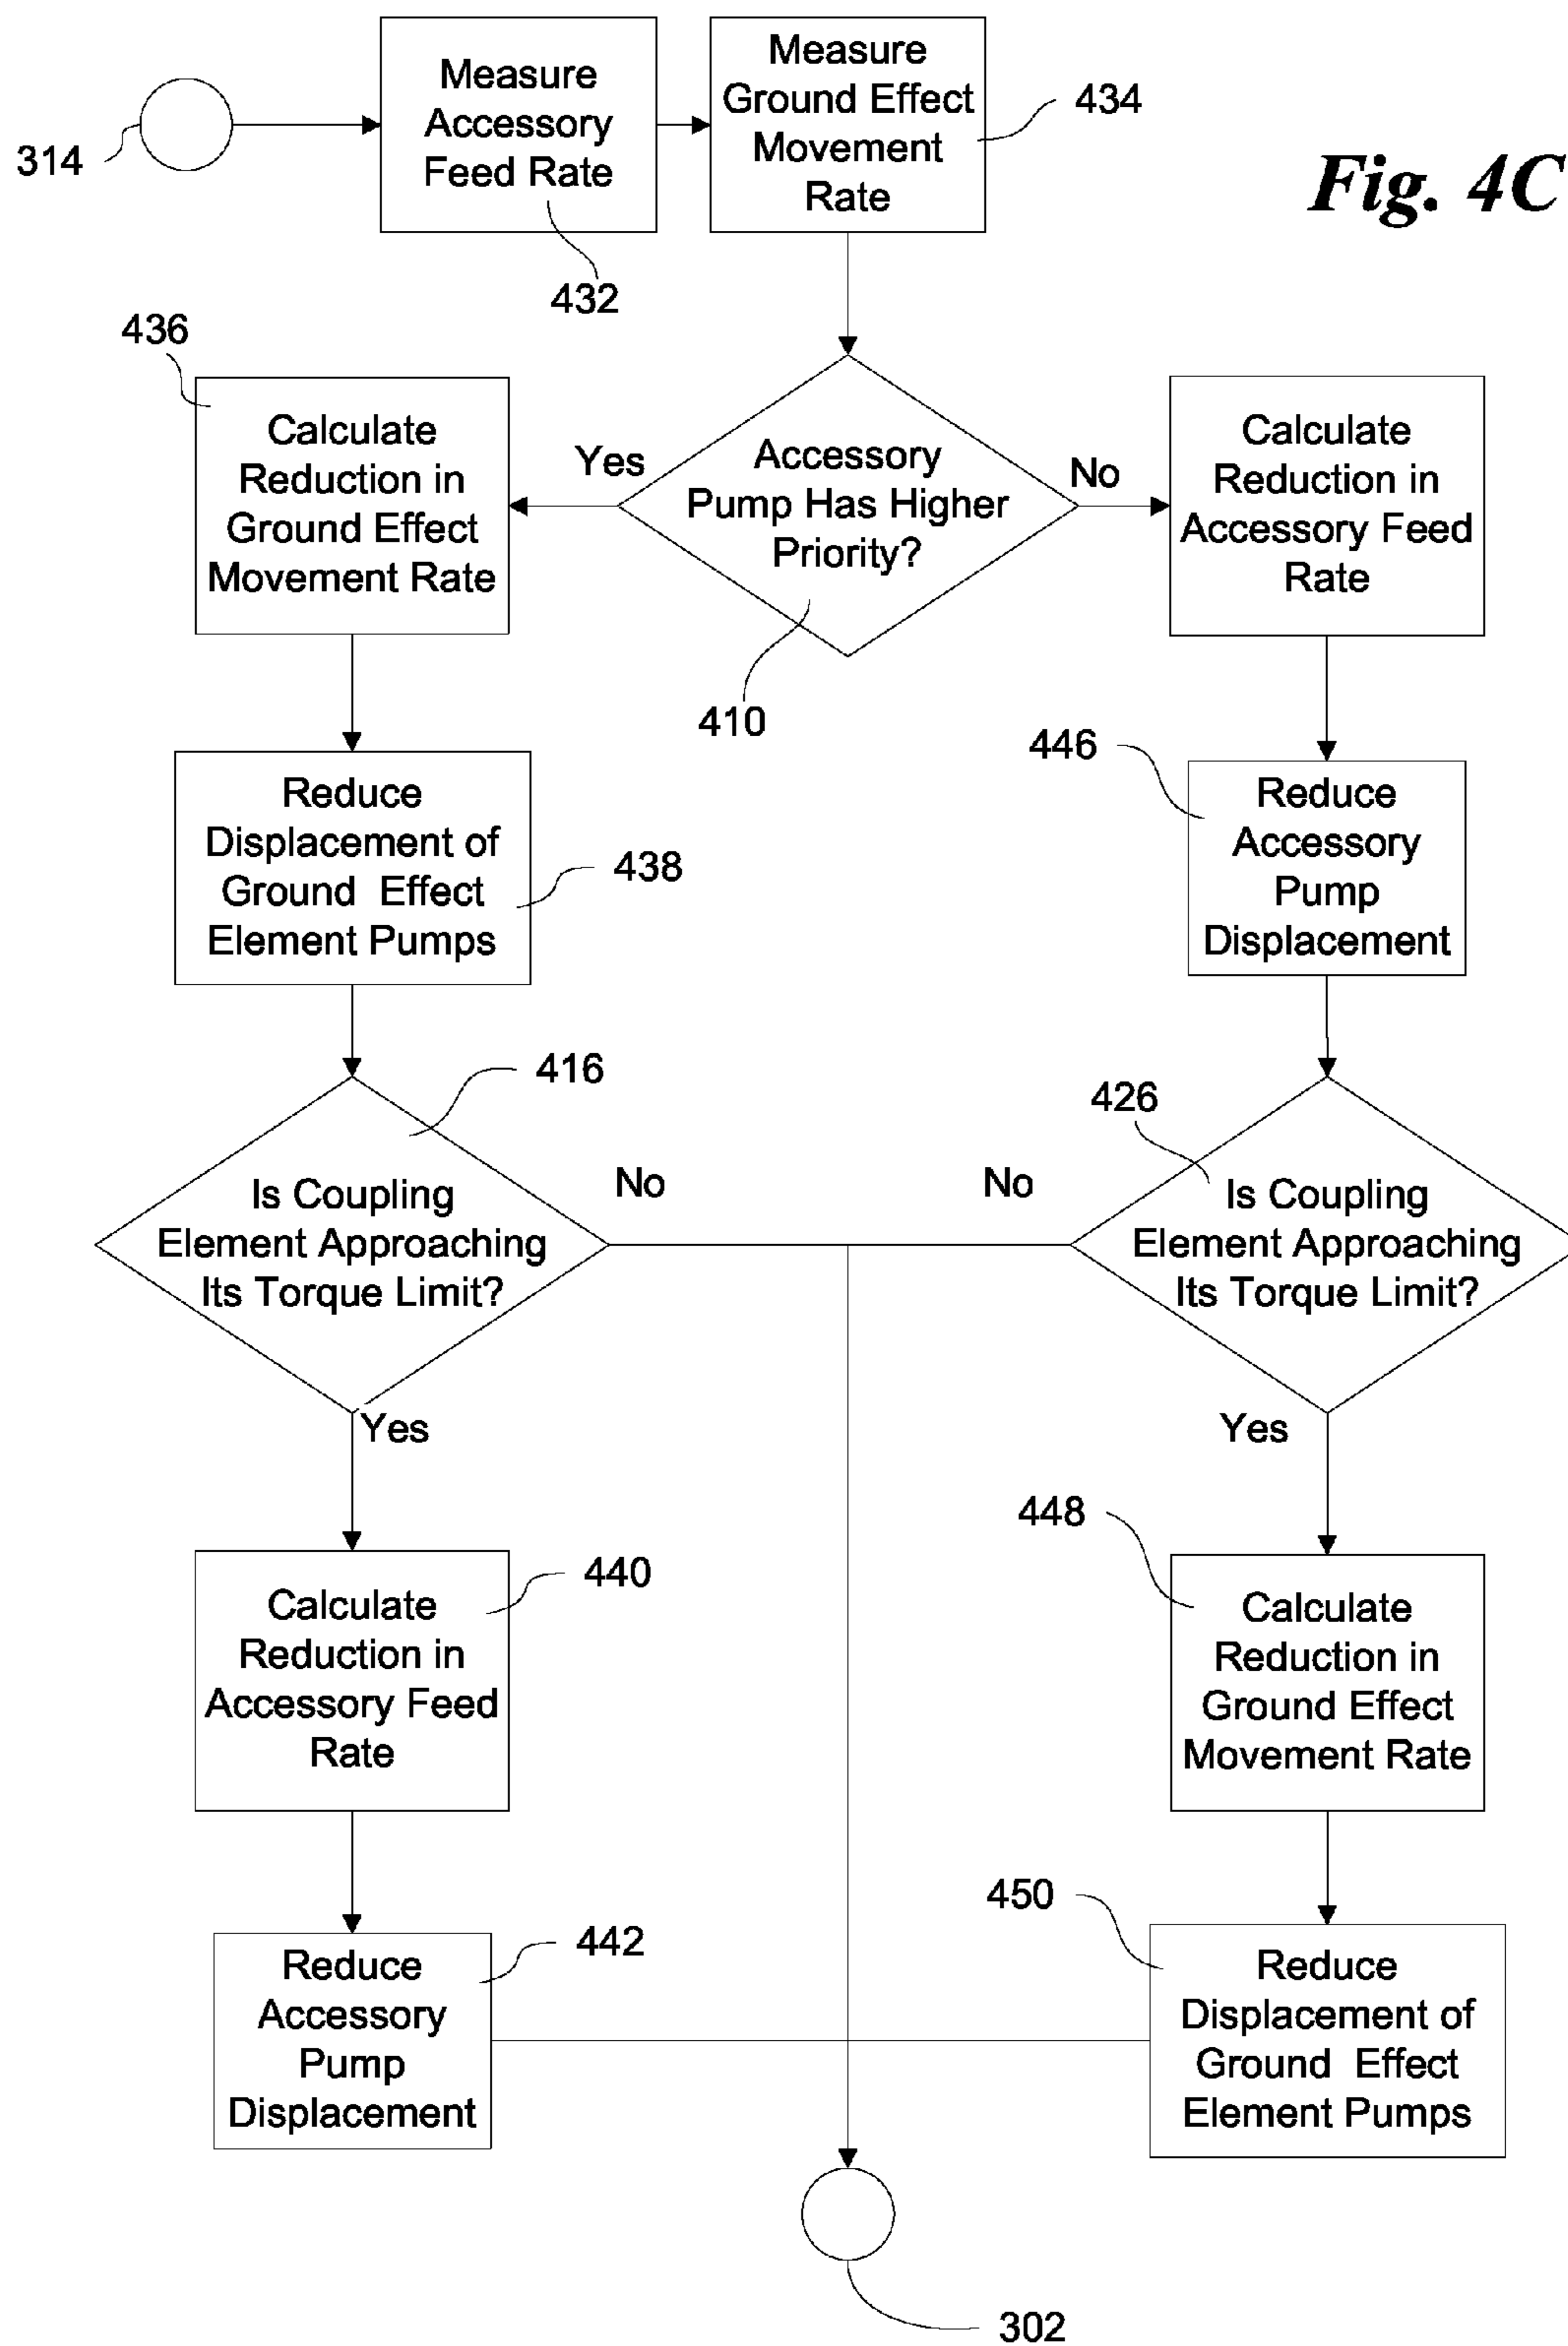 Measure
Accessory
Feed Rate
Measure
Ground Effect
Movement
Rate
434
314
Fig. 4C
432
436
Calculate
Reduction in
Ground Effect
Movement Rate
Yes
Accessory
Pump Has Higher
Priority?
No
Calculate
Reduction in
Accessory Feed
Rate
410
446
Reduce
Displacement of
Ground Effect
Element Pumps
438
Reduce
Accessory
Pump
Displacement
416
426
Is Coupling
Element Approaching
Its Torque Limit?
No
No
Is Coupling
Element Approaching
Its Torque Limit?
Yes
Yes
448
440
Calculate
Reduction in
Accessory Feed
Rate
Calculate
Reduction in
Ground Effect
Movement Rate
450
442
Reduce
Accessory
Pump
Displacement
Reduce
Displacement of
Ground Effect
Element Pumps
302